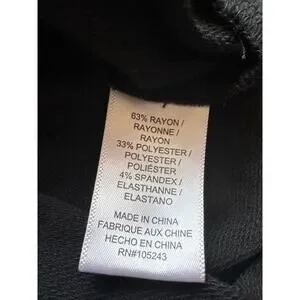 63% RAYON /
RAYONNE /
RAYON
33% POLYESTER /
POLYESTER /
POLIÉSTER
4% SPANDEX /
ELASTHANNE /
ELASTANO
MADE IN CHINA
FABRIQUE AUX CHINE
HECHO EN CHINA
RN#105243